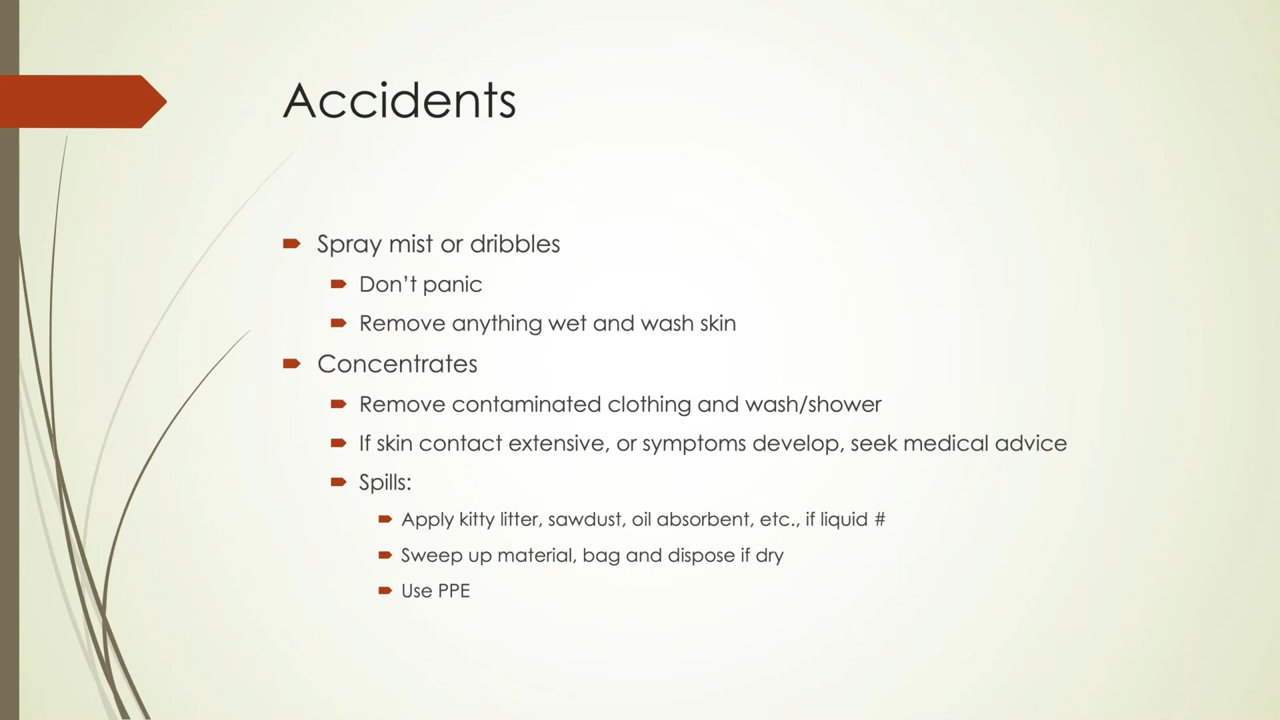 Accidents
Spray mist or dribbles
Don’t panic
Remove anything wet and wash skin
Concentrates
Remove contaminated clothing and wash/shower
If skin contact extensive, or symptoms develop, seek medical advice
Spills:
Apply kitty litter, sawdust, oil absorbent, etc., if liquid #
Sweep up material, bag and dispose if dry
Use PPE